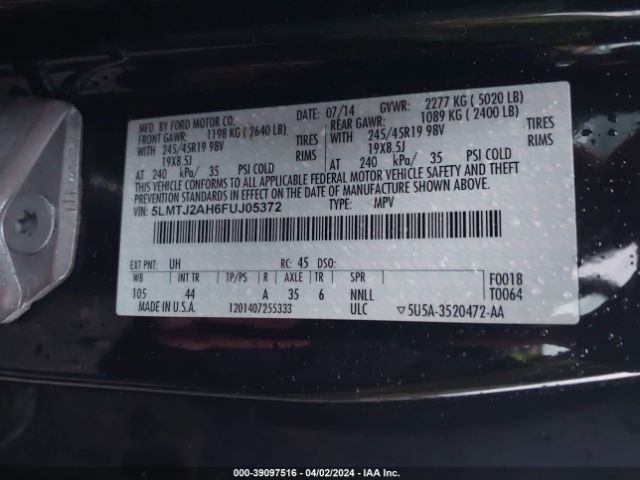 MFD. BY FORD MOTOR CO. DATE: 07/14 GVWR: 2277 KG ( 5020 LB)
FRONT GAWR: 1198 KG ( 2640 LB) REAR GAWR: 1089 KG ( 2400 LB)
WITH 245/45R19 98V TIRES WITH 245/45R19 98V TIRES
19X8.5J RIMS 19X8.5J RIMS
AT 240 kPa/ 35 PSI COLD AT 240 kPa/ 35 PSI COLD
THIS VEHICLE CONFORMS TO ALL APPLICABLE FEDERAL MOTOR VEHICLE SAFETY AND THEFT
PREVENTION STANDARDS IN EFFECT ON THE DATE OF MANUFACTURE SHOWN ABOVE.
VIN: 5LMTJ2AH6FUJ05372 TYPE: MPV
EXT PNT: UH RC: 45 DSO:
WB INT TR TP/PS R AXLE TR SPR F0018
105 44 A 35 6 NNLL T0064
MADE IN U.S.A. 1201407255333 ULC ▽ 5U5A-3520472-AA
000-39097516 - 04/02/2024 - IAA Inc.